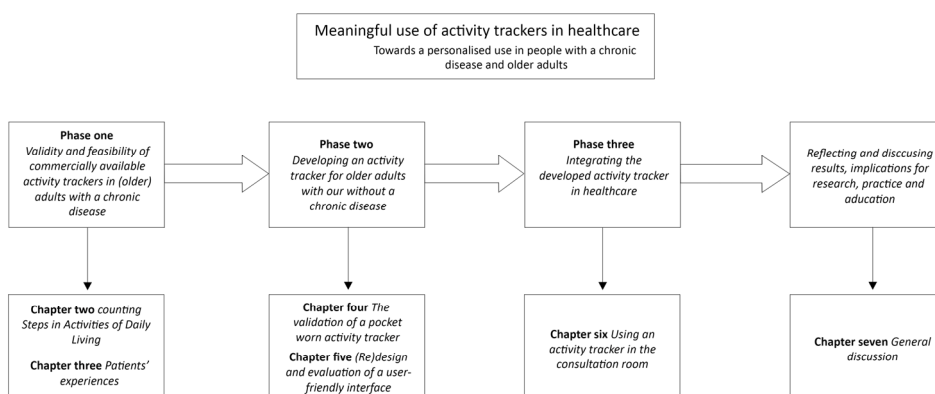 Meaningful use of activity trackers in healthcare
Towards a personalised use in people with a chronic
disease and older adults
Phase one
Validity and feasibility of
commercially available
activity trackers in (older)
adults with a chronic
disease
Phase two
Developing an activity
tracker for older adults
with our without a
chronic disease
Phase three
Integrating the
developed activity tracker
in healthcare
Reflecting and disccusing
results, implications for
research, practice and
aducation
Chapter two counting
Steps in Activities of Daily
Living
Chapter three Patients’
experiences
Chapter four The
validation of a pocket
worn activity tracker
Chapter five (Re)design
and evaluation of a user-
friendly interface
Chapter six Using an
activity tracker in the
consultation room
Chapter seven General
discussion